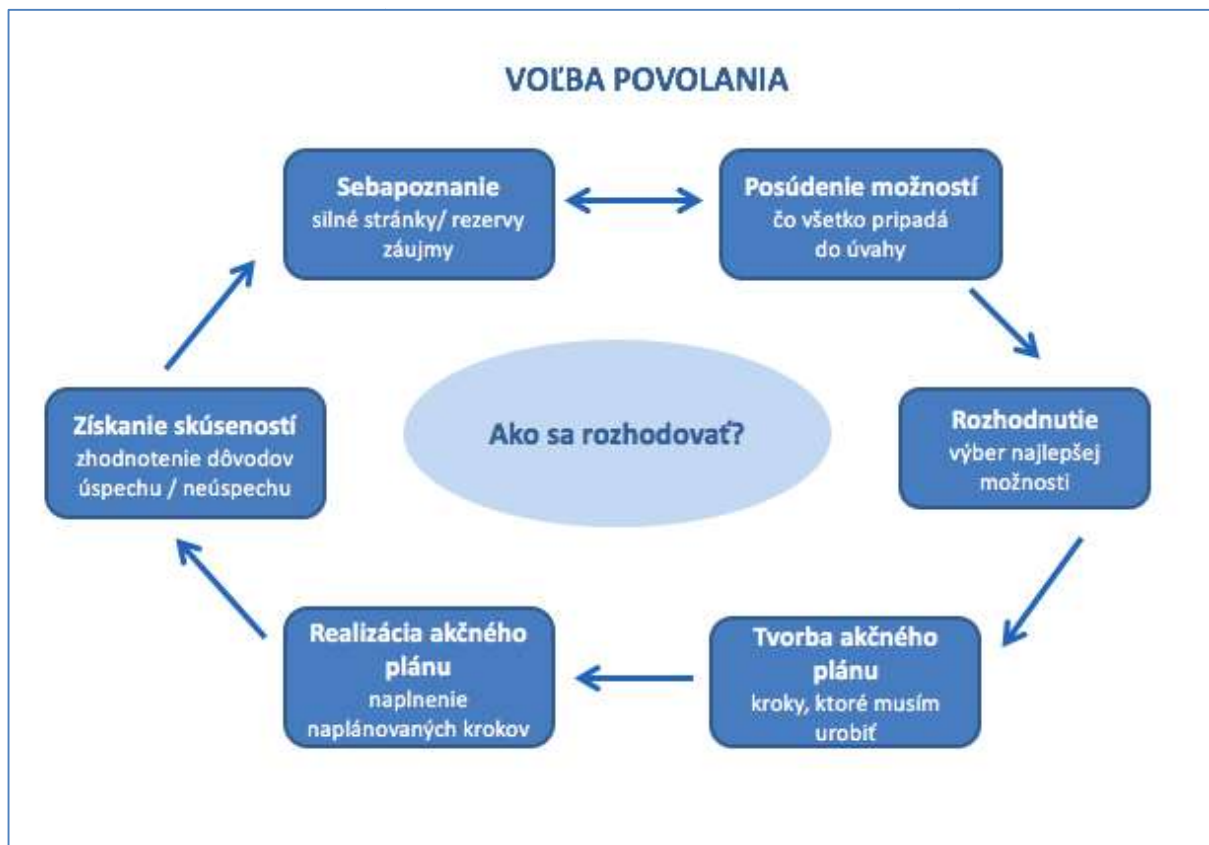 VOĽBA POVOLANIA
Sebapoznanie
silné stránky/ rezervy
záujmy
Posúdenie možností
čo všetko pripadá
do úvahy
Získanie skúseností
zhodnotenie dôvodov
úspechu / neúspechu
Ako sa rozhodovať?
Rozhodnutie
výber najlepšej
možnosti
Realizácia akčného
plánu
naplnenie
naplánovaných krokov
Tvorba akčného
plánu
kroky, ktoré musím
urobiť